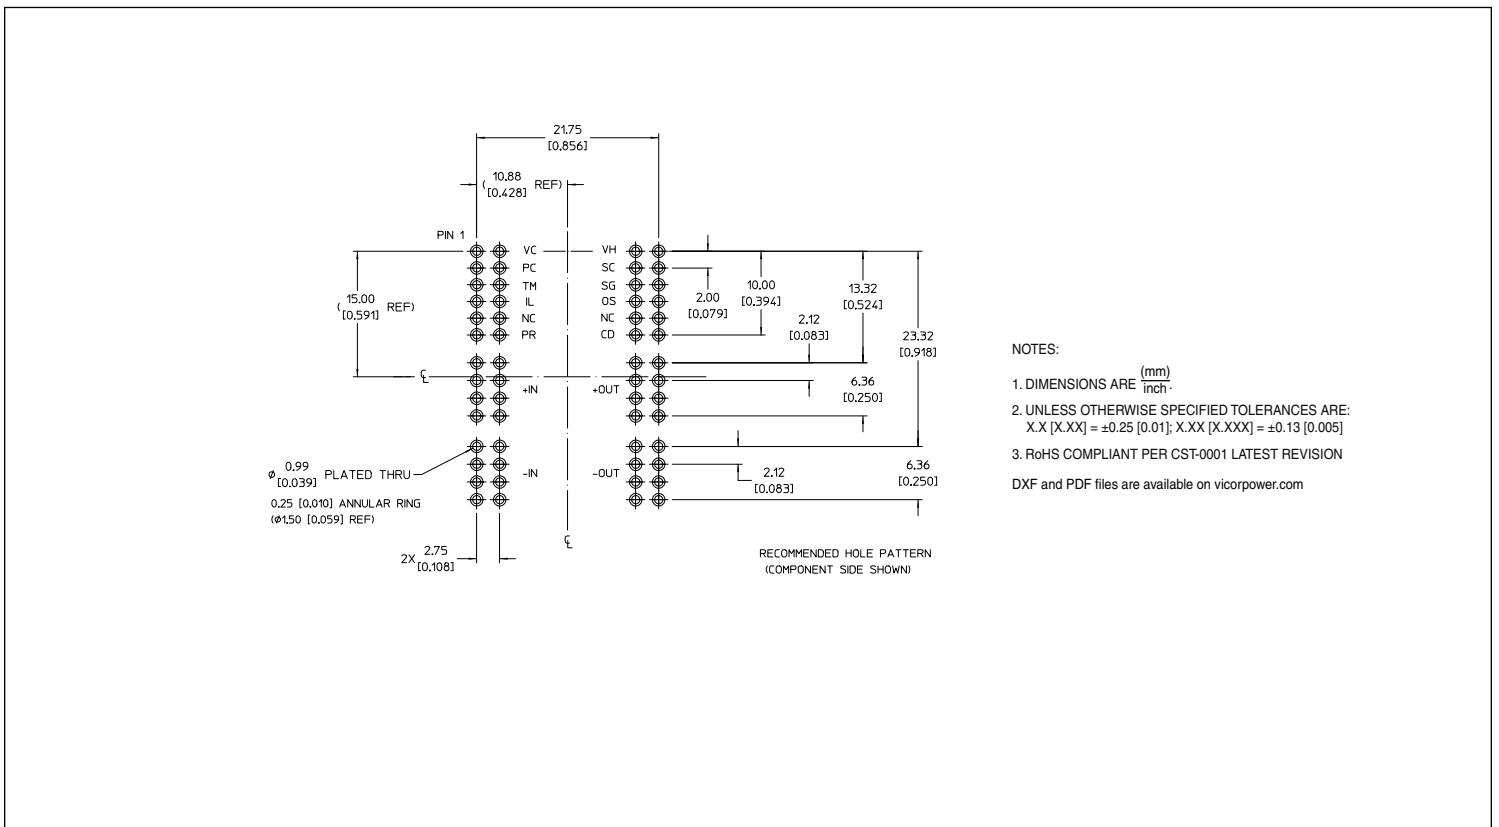 21.75
[0.856]
( 10.88 REF)
[0.428]
PIN 1
VC VH
PC SC
TM SG
IL OS
NC NC
PR CD
( 15.00 REF)
[0.591]
2.00
[0.079]
10.00
[0.394]
13.32
[0.524]
2.12
[0.083]
23.32
[0.918]
℄
+IN +OUT
6.36
[0.250]
-IN -OUT
2.12
[0.083]
6.36
[0.250]
ø 0.99 PLATED THRU
[0.039]
0.25 [0.010] ANNULAR RING
(ø1.50 [0.059] REF)
℄
2X 2.75
[0.108]
RECOMMENDED HOLE PATTERN
(COMPONENT SIDE SHOWN)
NOTES:
1. DIMENSIONS ARE (mm)
inch.
2. UNLESS OTHERWISE SPECIFIED TOLERANCES ARE:
X.X [X.XX] = ±0.25 [0.01]; X.XX [X.XXX] = ±0.13 [0.005]
3. RoHS COMPLIANT PER CST-0001 LATEST REVISION
DXF and PDF files are available on vicorpower.com